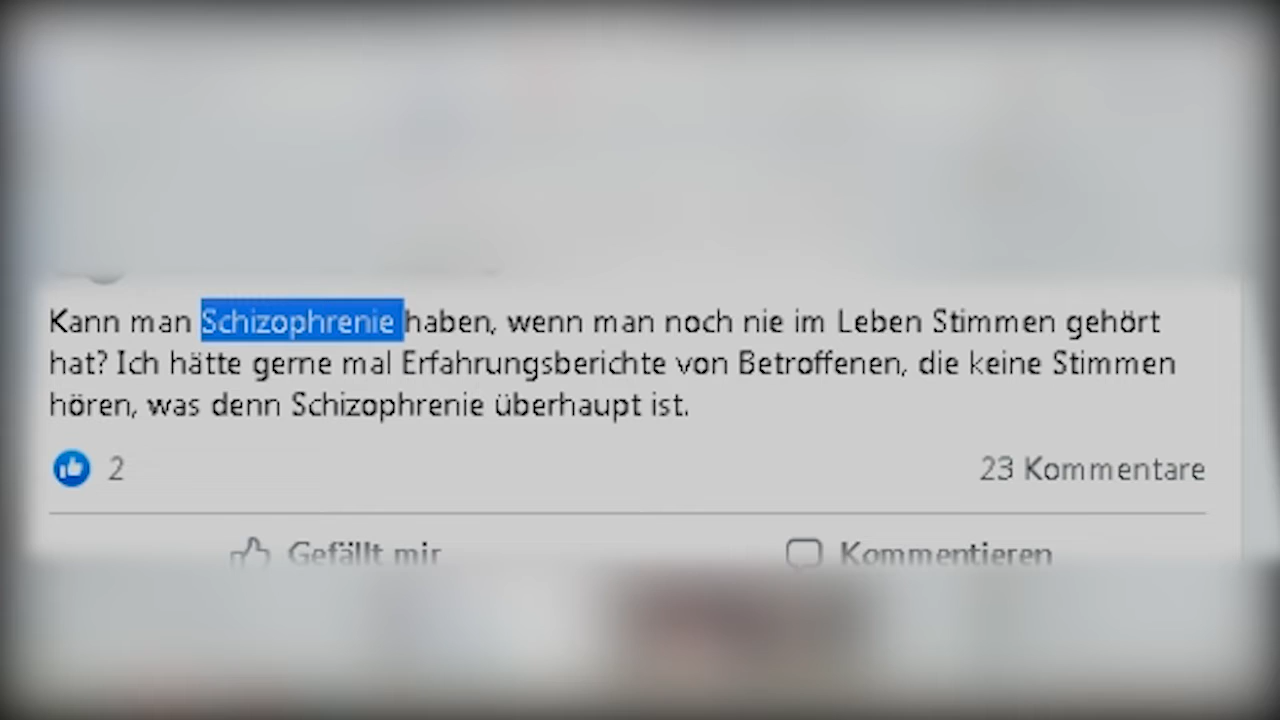 Kann man Schizophrenie haben, wenn man noch nie im Leben Stimmen gehört
hat? Ich hätte gerne mal Erfahrungsberichte von Betroffenen, die keine Stimmen
hören, was denn Schizophrenie überhaupt ist.
2
23 Kommentare
Gefällt mir
Kommentieren